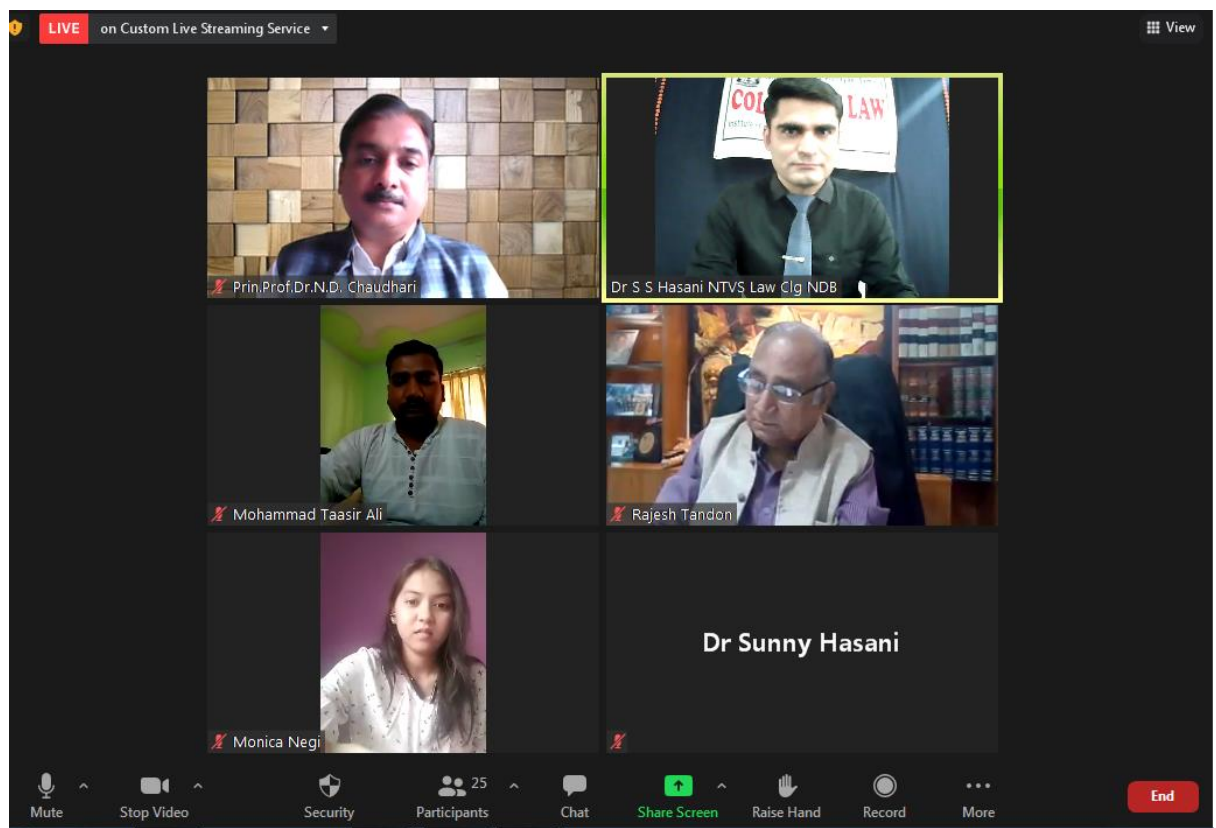 LIVE on Custom Live Streaming Service
View
COL LAW
Prin.Prof.Dr.N.D. Chaudhari
Dr S S Hasani NTVS Law Clg NDB
Mohammad Taasir Ali
Rajesh Tandon
Monica Negi
Dr Sunny Hasani
Mute
Stop Video
Security
25
Participants
Chat
Share Screen
Raise Hand
Record
More
End